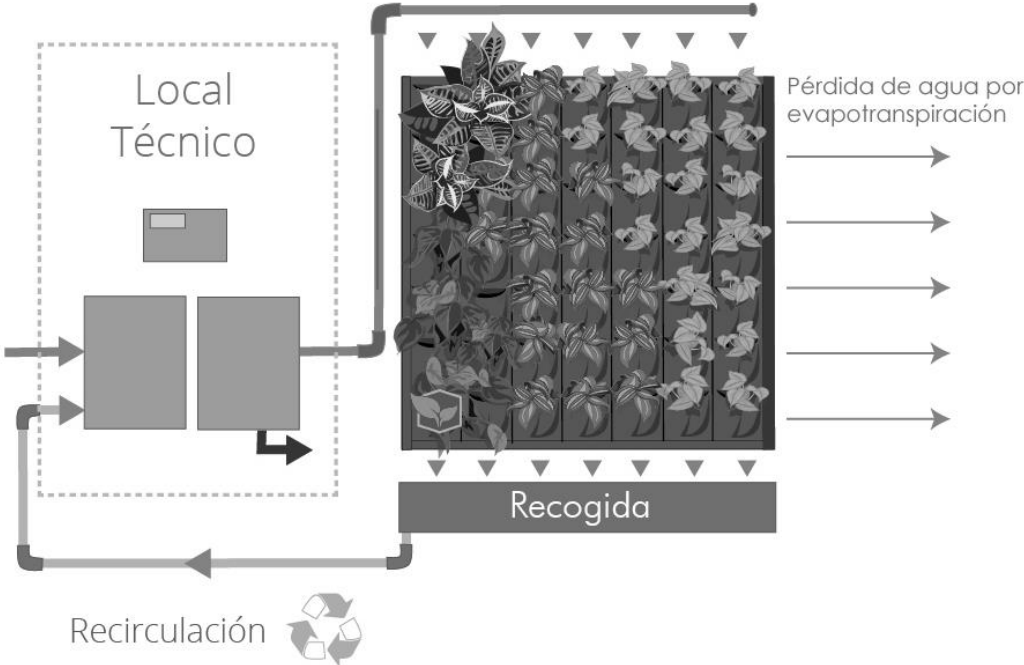 Local
Técnico
Pérdida de agua por
evapotranspiración
Recogida
Recirculación